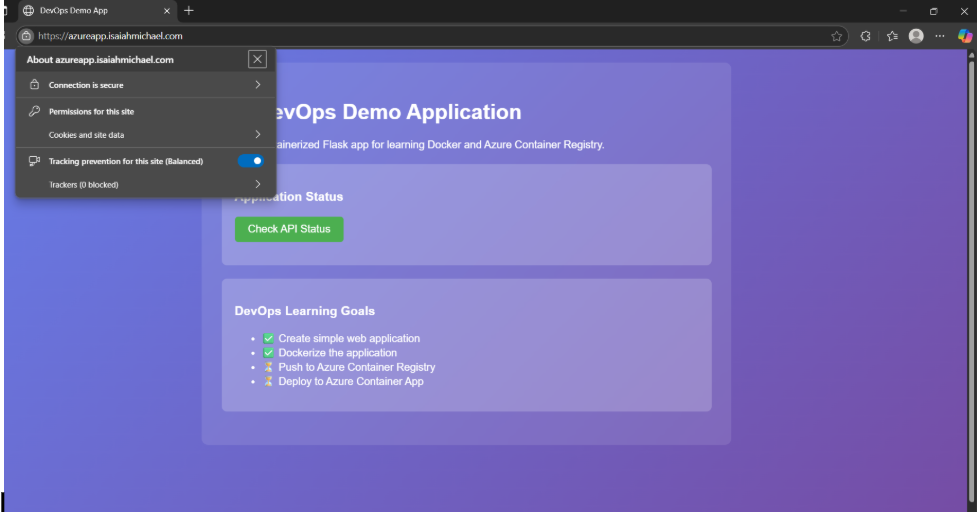 DevOps Demo App
https://azureapp.isaiahmichael.com
About azureapp.isaiahmichael.com
Connection is secure
Permissions for this site
Cookies and site data
Tracking prevention for this site (Balanced)
Trackers (0 blocked)
evOps Demo Application
ainerized Flask app for learning Docker and Azure Container Registry.
Application Status
Check API Status
DevOps Learning Goals
• ✅ Create simple web application
• ✅ Dockerize the application
• ⏳ Push to Azure Container Registry
• ⏳ Deploy to Azure Container App